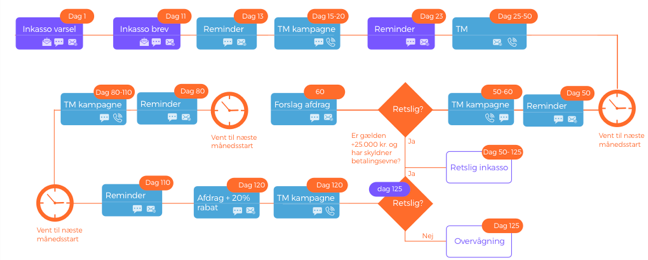 Dag 1
Inkasso varsel
Dag 11
Inkasso brev
Dag 13
Reminder
Dag 15-20
TM kampagne
Dag 23
Reminder
Dag 25-50
TM
Dag 80-110
TM kampagne
Dag 80
Reminder
Vent til næste
månedsstart
60
Forslag afdrag
Retslig?
Dag 50-60
TM kampagne
Dag 50
Reminder
Vent til næste
månedsstart
Er gælden
+25 000 kr. og
har skyldner
betalingsevne?
Ja
Ja
Dag 50- 125
Retslig inkasso
Vent til næste
månedsstart
Dag 110
Reminder
Dag 120
Afdrag + 20%
rabat
Dag 120
TM kampagne
dag 125
Retslig?
Nej
Dag 125
Overvågning